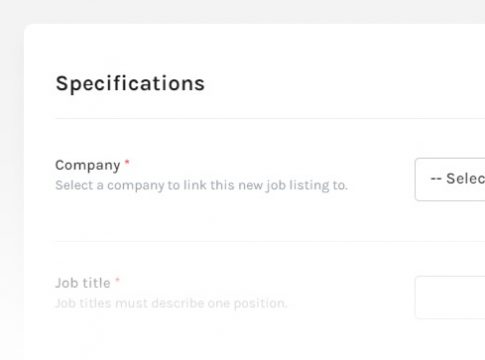 Specifications
Company *
Select a company to link this new job listing to.
-- Selec
Job title *
Job titles must describe one position.